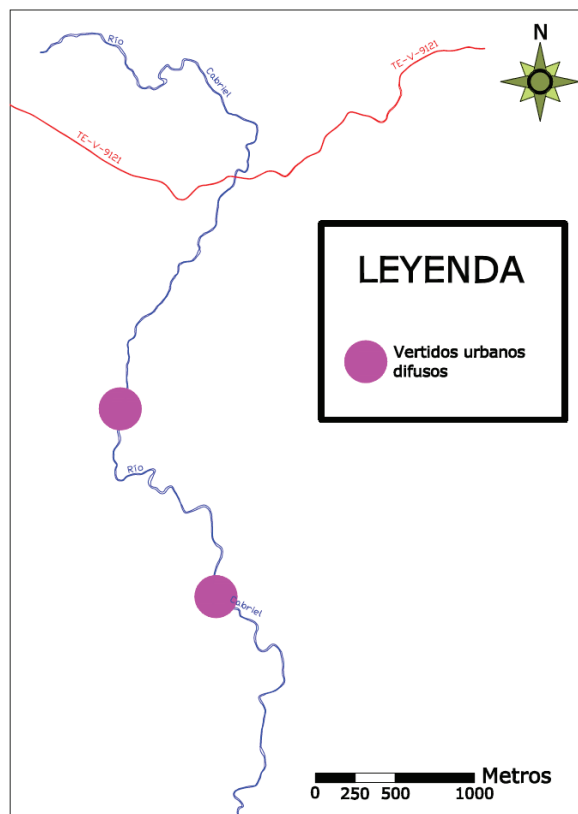 Río
Cabriel
TE-V-9121
N
TE-V-9121
LEYENDA
Vertidos urbanos
difusos
Río
Cabriel
Metros
0 250 500 1000